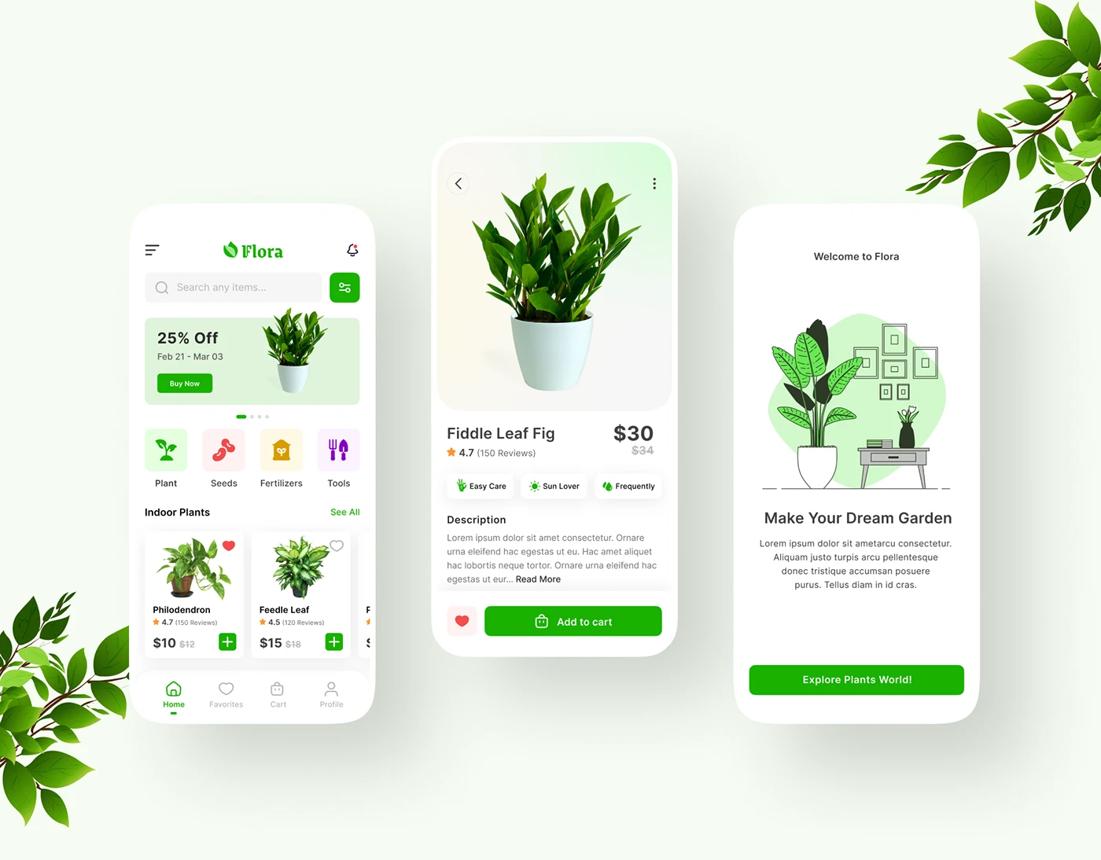 Flora
Search any items...
25% Off
Feb 21 - Mar 03
Buy Now
Plant Seeds Fertilizers Tools
Indoor Plants See All
Philodendron Feedle Leaf
4.7 (150 Reviews) 4.5 (120 Reviews)
$10 $12 $15 $18
Home Favorites Cart Profile
Fiddle Leaf Fig $30
4.7 (150 Reviews) $34
Easy Care Sun Lover Frequently
Description
Lorem ipsum dolor sit amet consectetur. Ornare
urna eleifend hac egestas ut eu. Hac amet aliquet
hac lobortis neque tortor. Ornare urna eleifend hac
egestas ut eur... Read More
Add to cart
Welcome to Flora
Make Your Dream Garden
Lorem ipsum dolor sit ametarcu consectetur.
Aliquam justo turpis arcu pellentesque
donec tristique accumsan posuere
purus. Tellus diam in id cras.
Explore Plants World!